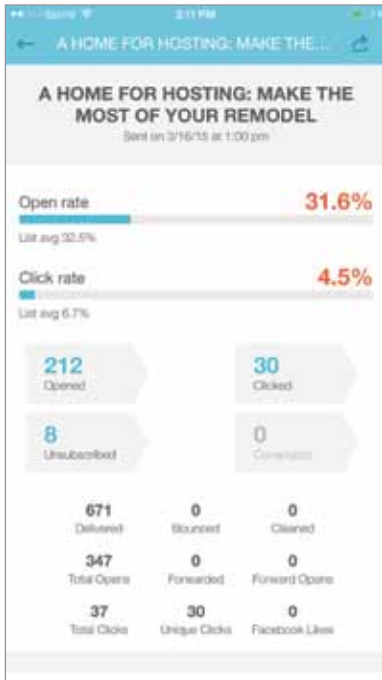 Sprint
3:11 PM
A HOME FOR HOSTING: MAKE THE...
A HOME FOR HOSTING: MAKE THE
MOST OF YOUR REMODEL
Sent on 3/16/15 at 1:00 pm
Open rate 31.6%
List avg 32.5%
Click rate 4.5%
List avg 6.7%
212 30
Opened Clicked
8 0
Unsubscribed Complaints
671 0 0
Delivered Bounced Cleaned
347 0 0
Total Opens Forwarded Forward Opens
37 30 0
Total Clicks Unique Clicks Facebook Likes